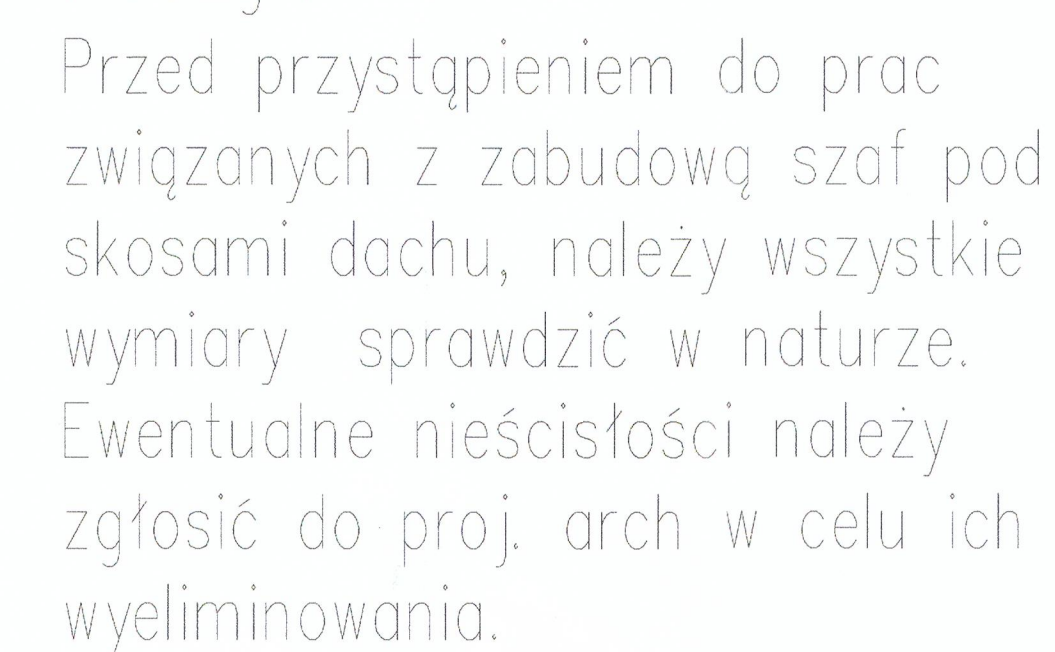 Przed przystąpieniem do prac
związanych z zabudową szaf pod
skosami dachu, należy wszystkie
wymiary sprawdzić w naturze.
Ewentualne nieścisłości należy
zgłosić do proj. arch w celu ich
wyeliminowania.